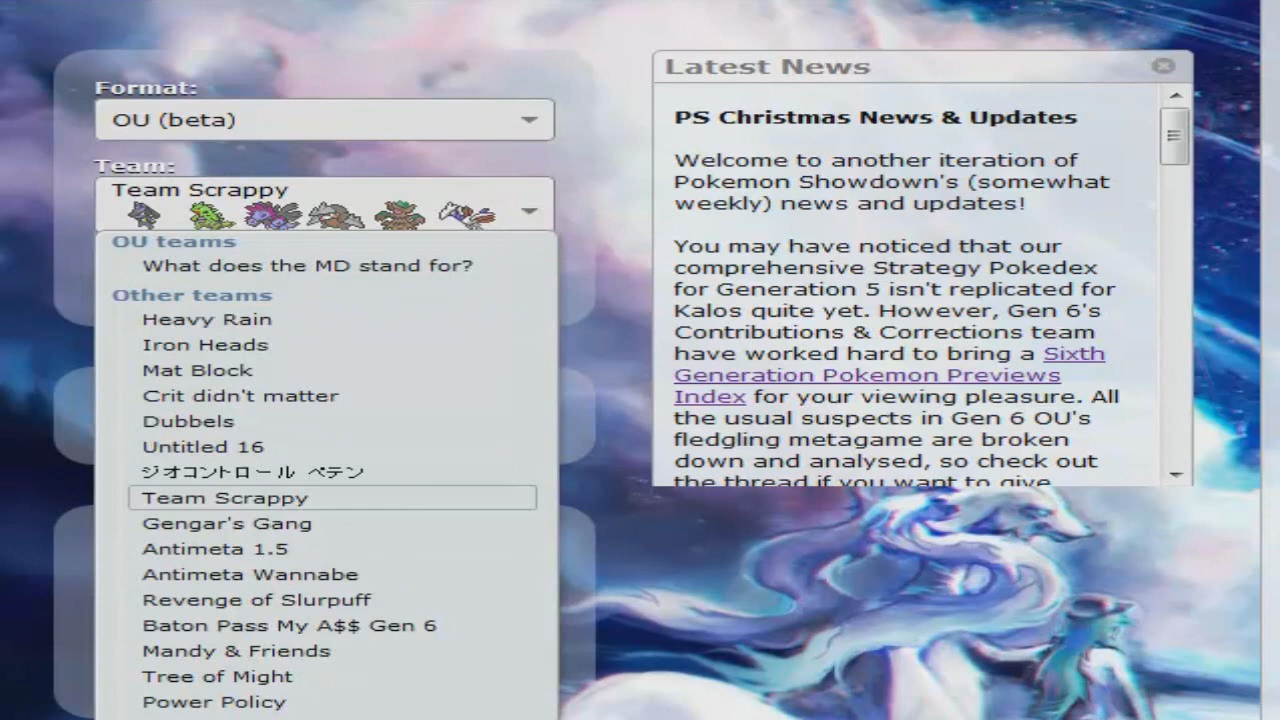 Format:
OU (beta)
Team:
Team Scrappy
OU teams
What does the MD stand for?
Other teams
Heavy Rain
Iron Heads
Mat Block
Crit didn't matter
Dubbels
Untitled 16
ジオコントロール ペテン
Team Scrappy
Gengar's Gang
Antimeta 1.5
Antimeta Wannabe
Revenge of Slurpuff
Baton Pass My A$$ Gen 6
Mandy & Friends
Tree of Might
Power Policy
Latest News
PS Christmas News & Updates
Welcome to another iteration of
Pokemon Showdown's (somewhat
weekly) news and updates!
You may have noticed that our
comprehensive Strategy Pokedex
for Generation 5 isn't replicated for
Kalos quite yet. However, Gen 6's
Contributions & Corrections team
have worked hard to bring a Sixth
Generation Pokemon Previews
Index for your viewing pleasure. All
the usual suspects in Gen 6 OU's
fledgling metagame are broken
down and analysed, so check out
the thread if you want to give